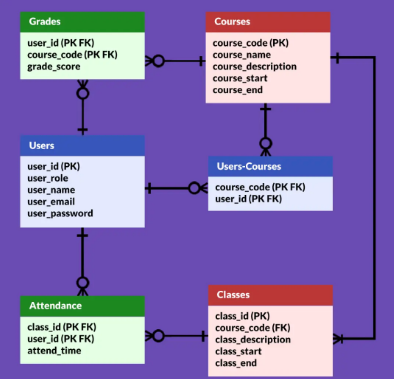 Grades
user_id (PK FK)
course_code (PK FK)
grade_score
Courses
course_code (PK)
course_name
course_description
course_start
course_end
Users
user_id (PK)
user_role
user_name
user_email
user_password
Users-Courses
course_code (PK FK)
user_id (PK FK)
Attendance
class_id (PK FK)
user_id (PK FK)
attend_time
Classes
class_id (PK)
course_code (FK)
class_description
class_start
class_end